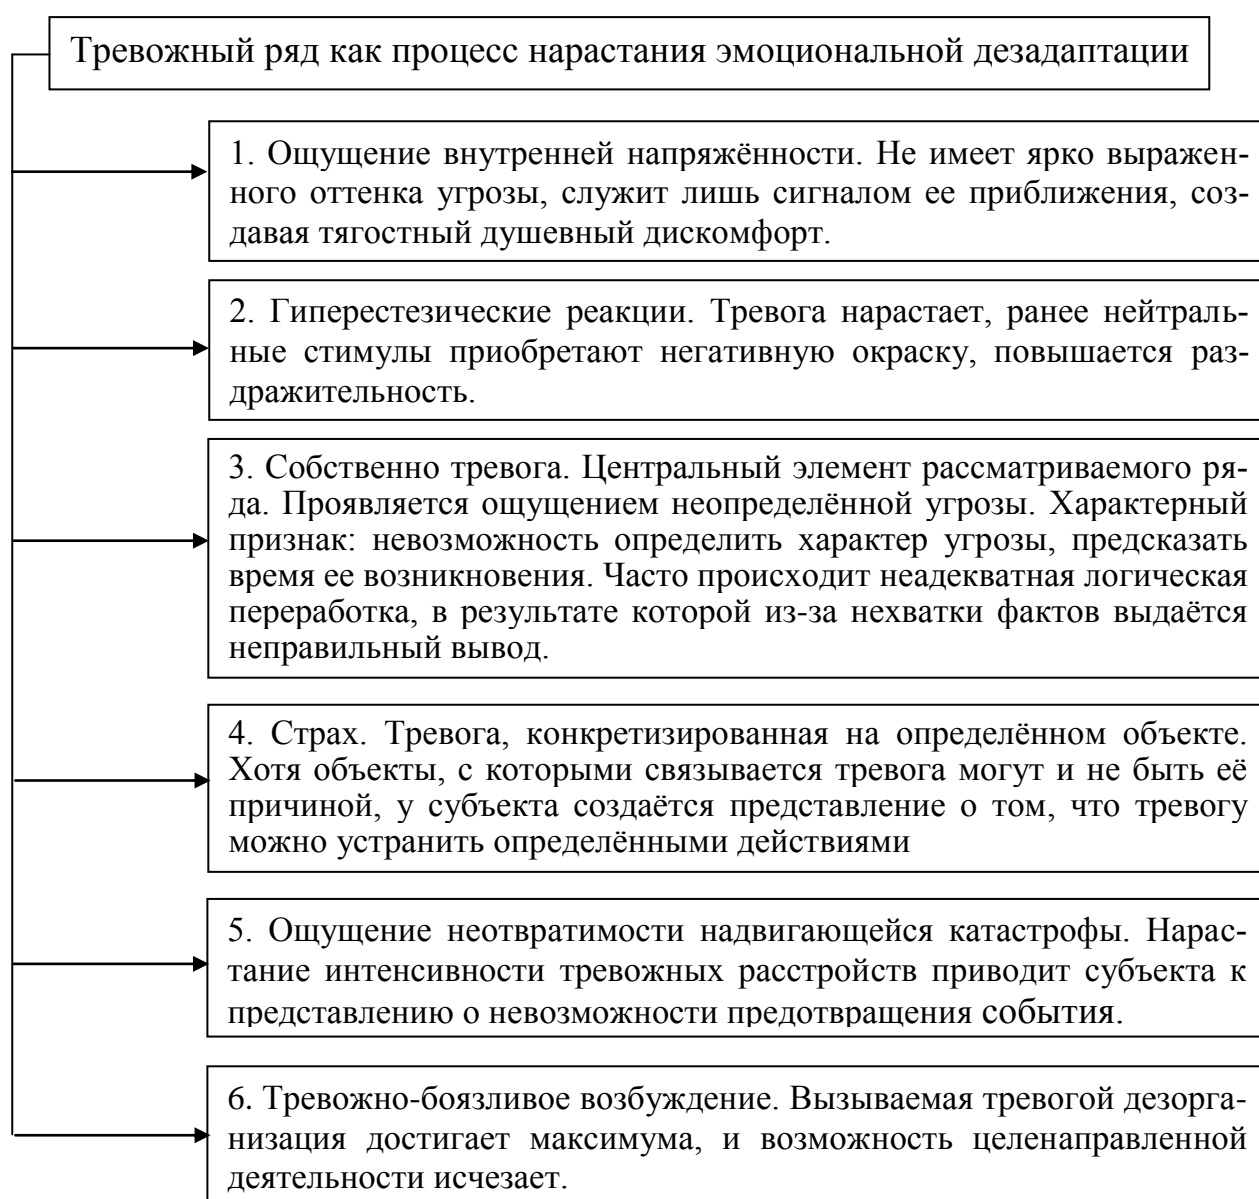 Тревожный ряд как процесс нарастания эмоциональной дезадаптации
1. Ощущение внутренней напряжённости. Не имеет ярко выражен-
ного оттенка угрозы, служит лишь сигналом ее приближения, соз-
давая тягостный душевный дискомфорт.
2. Гиперестезические реакции. Тревога нарастает, ранее нейтраль-
ные стимулы приобретают негативную окраску, повышается раз-
дражительность.
3. Собственно тревога. Центральный элемент рассматриваемого ря-
да. Проявляется ощущением неопределённой угрозы. Характерный
признак: невозможность определить характер угрозы, предсказать
время ее возникновения. Часто происходит неадекватная логическая
переработка, в результате которой из-за нехватки фактов выдаётся
неправильный вывод.
4. Страх. Тревога, конкретизированная на определённом объекте.
Хотя объекты, с которыми связывается тревога могут и не быть её
причиной, у субъекта создаётся представление о том, что тревогу
можно устранить определёнными действиями
5. Ощущение неотвратимости надвигающейся катастрофы. Нарас-
тание интенсивности тревожных расстройств приводит субъекта к
представлению о невозможности предотвращения события.
6. Тревожно-боязливое возбуждение. Вызываемая тревогой дезорга-
низация достигает максимума, и возможность целенаправленной
деятельности исчезает.